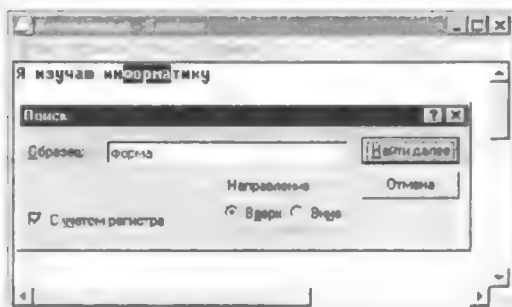 Я изучаю информатику
Поиск
Образец: форма
Найти далее
Направление
Отмена
С учетом регистра
Вверх Вниз